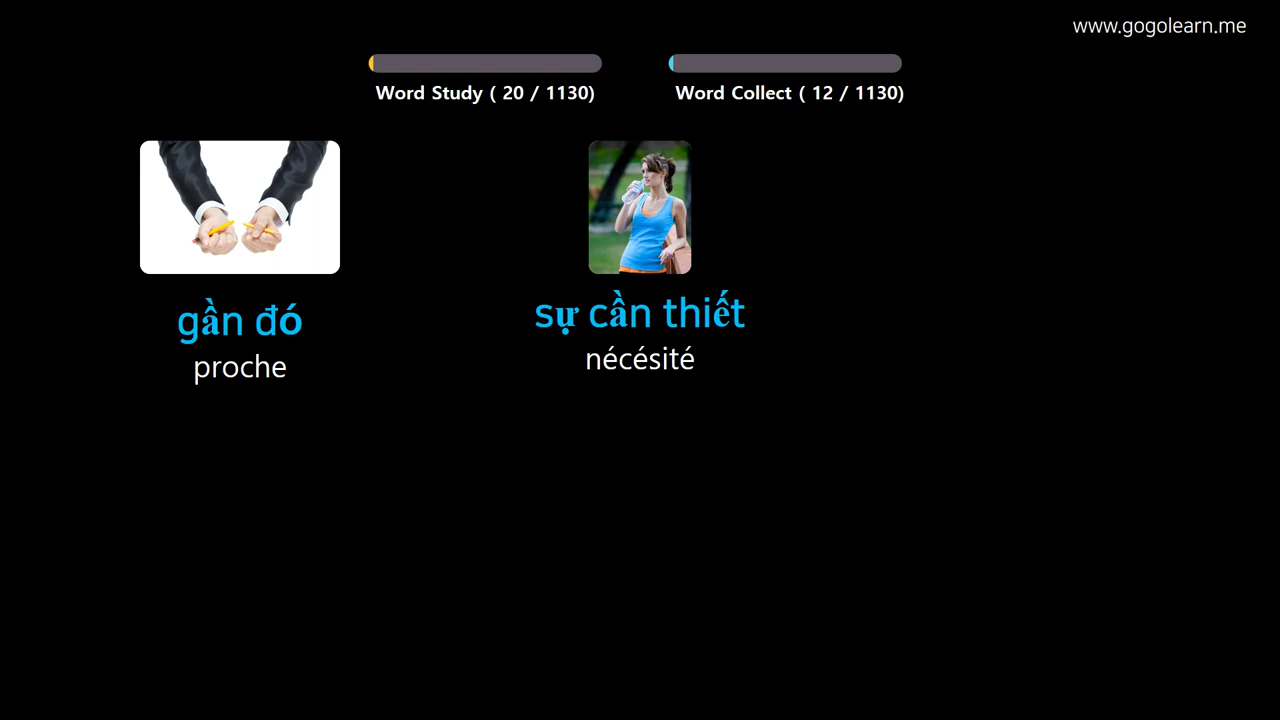 www.gogolearn.me
Word Study ( 20 / 1130)
Word Collect ( 12 / 1130)
gần đó
proche
sự cần thiết
nécésité